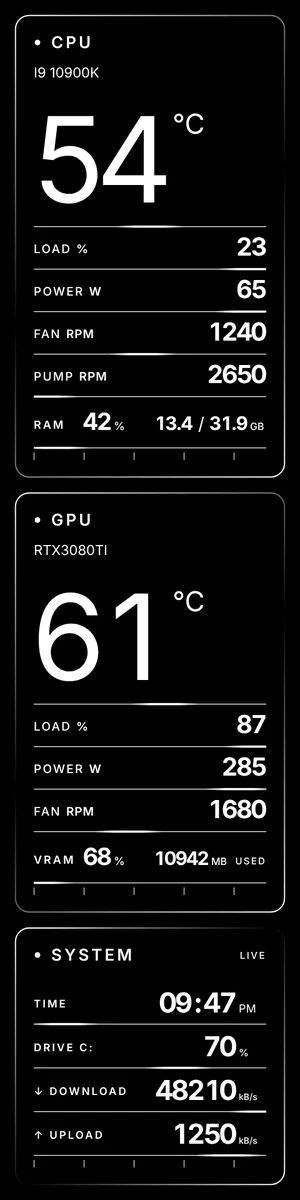 • CPU
I9 10900K
54 °C
LOAD % 23
POWER W 65
FAN RPM 1240
PUMP RPM 2650
RAM 42 % 13.4 / 31.9 GB
• GPU
RTX3080TI
61 °C
LOAD % 87
POWER W 285
FAN RPM 1680
VRAM 68 % 10942 MB USED
• SYSTEM LIVE
TIME 09:47 PM
DRIVE C: 70 %
↓ DOWNLOAD 48210 kB/s
↑ UPLOAD 1250 kB/s